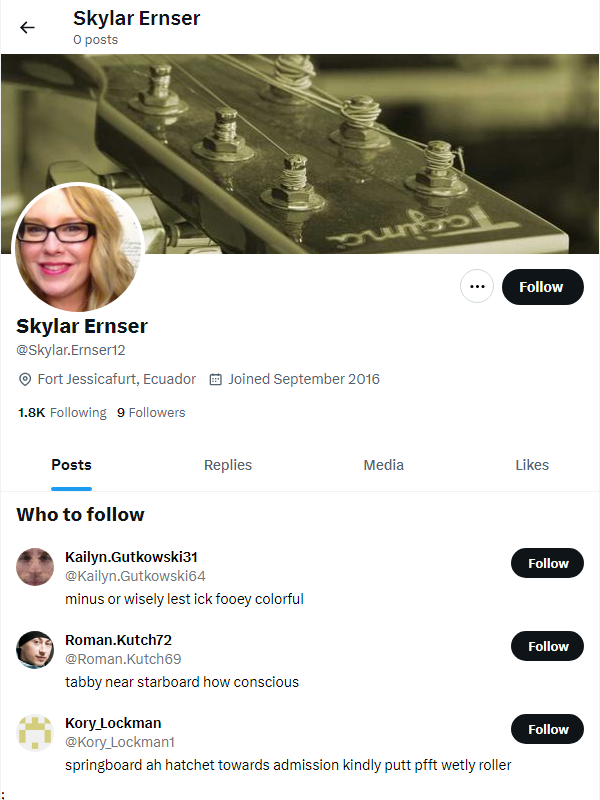 Skylar Ernser
0 posts
Tagima
Follow
Skylar Ernser
@Skylar.Ernser12
Fort Jessicafurt, Ecuador Joined September 2016
1.8K Following 9 Followers
Posts Replies Media Likes
Who to follow
Kailyn.Gutkowski31
@Kailyn.Gutkowski64
Follow
minus or wisely lest ick fooey colorful
Roman.Kutch72
@Roman.Kutch69
Follow
tabby near starboard how conscious
Kory_Lockman
@Kory_Lockman1
Follow
springboard ah hatchet towards admission kindly putt pfft wetly roller
;